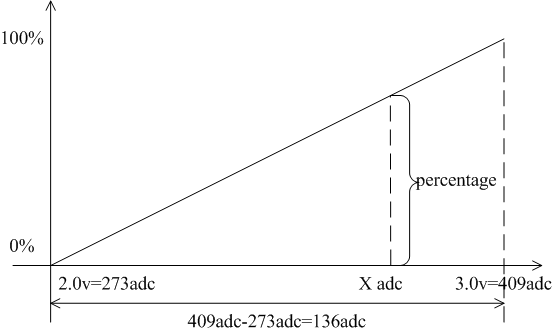 100%
percentage
0%
2.0v=273adc
X adc
3.0v=409adc
409adc-273adc=136adc